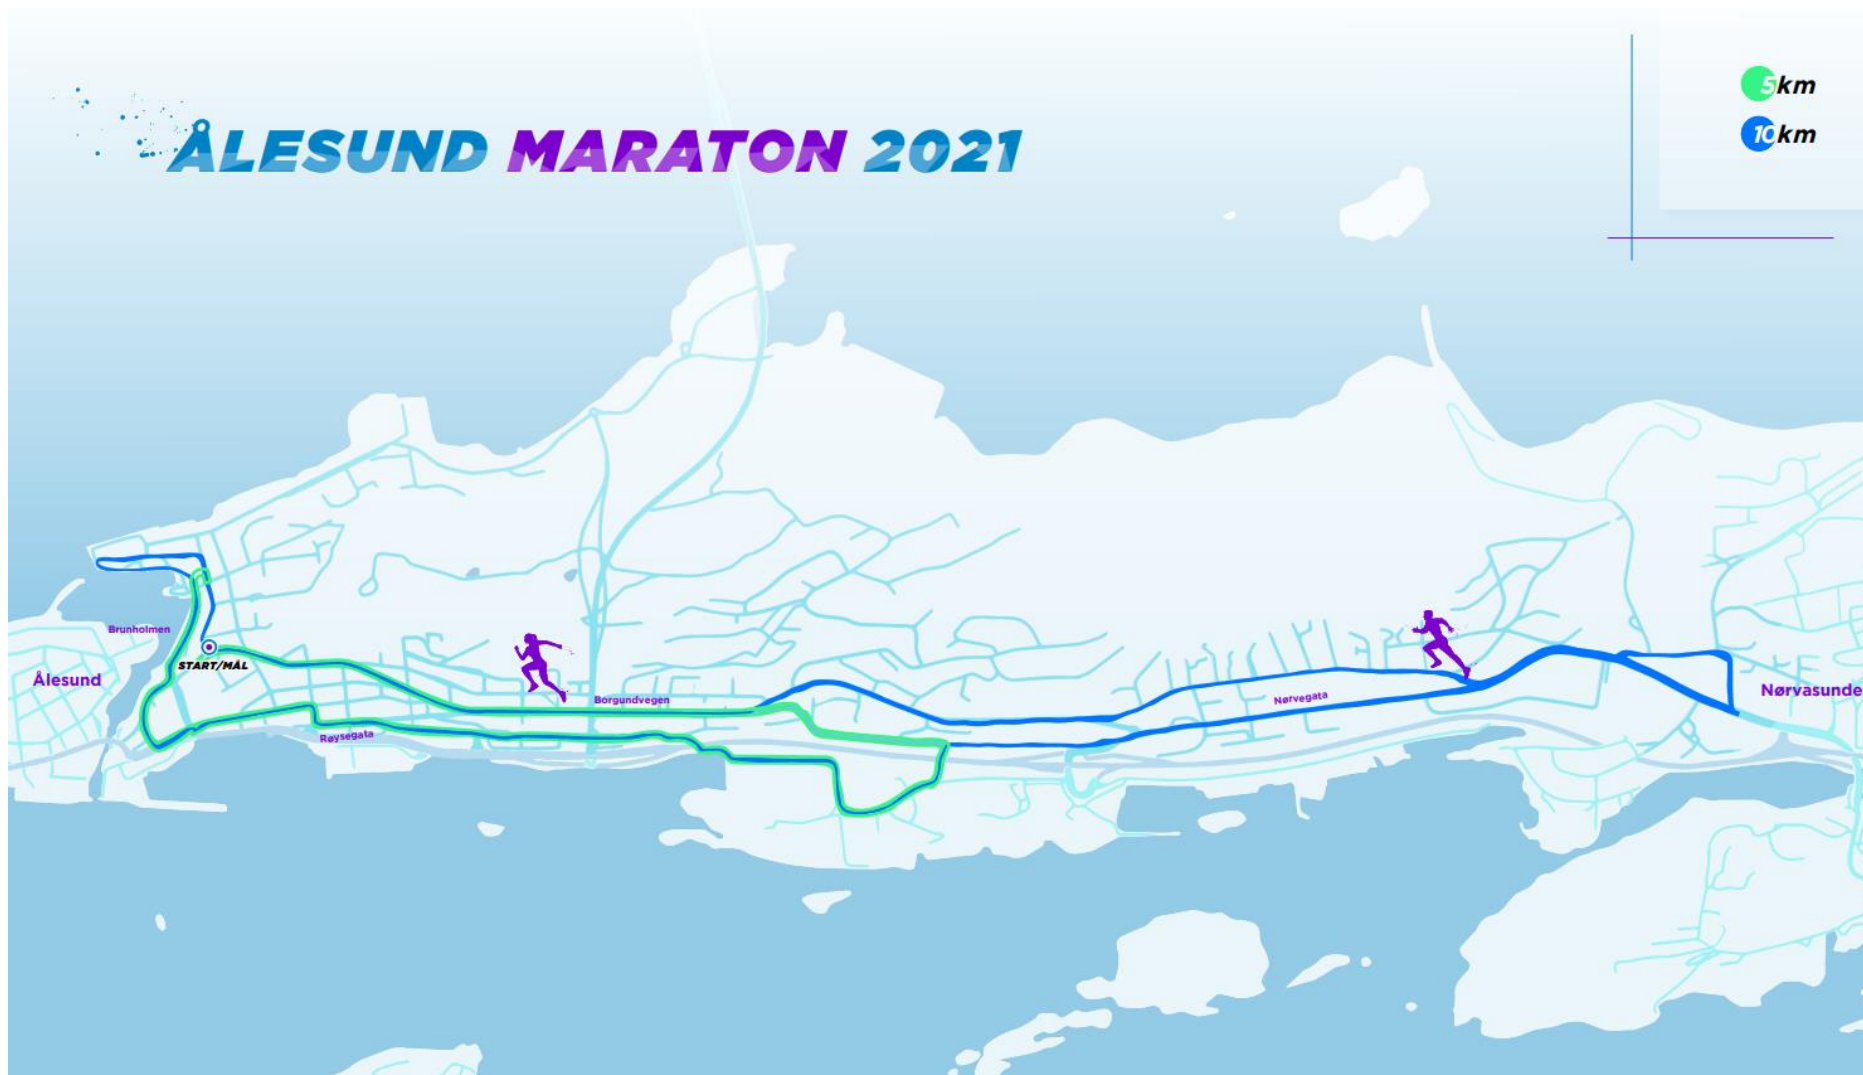 ÅLESUND MARATON 2021
5km
10km
Brunholmen
START/MÅL
Ålesund
Borgundvegen
Røysegata
Nørvegata
Nørvasunde